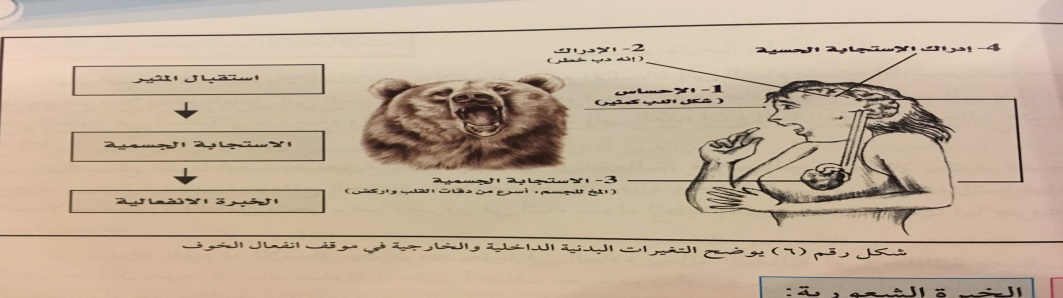 4- إدراك الاستجابة الحسية
2- الإدراك
(إنه دب خطر)
1- الإحساس
(شكل الدب كمثير)
3- الاستجابة الجسمية
(المخ للجسم: أسرع من دقات القلب واركض)
استقبال المثير
الاستجابة الجسمية
الخبرة الانفعالية
شكل رقم (٦) يوضح التغيرات البدنية الداخلية والخارجية في موقف انفعال الخوف
الخبرة الشعورية: